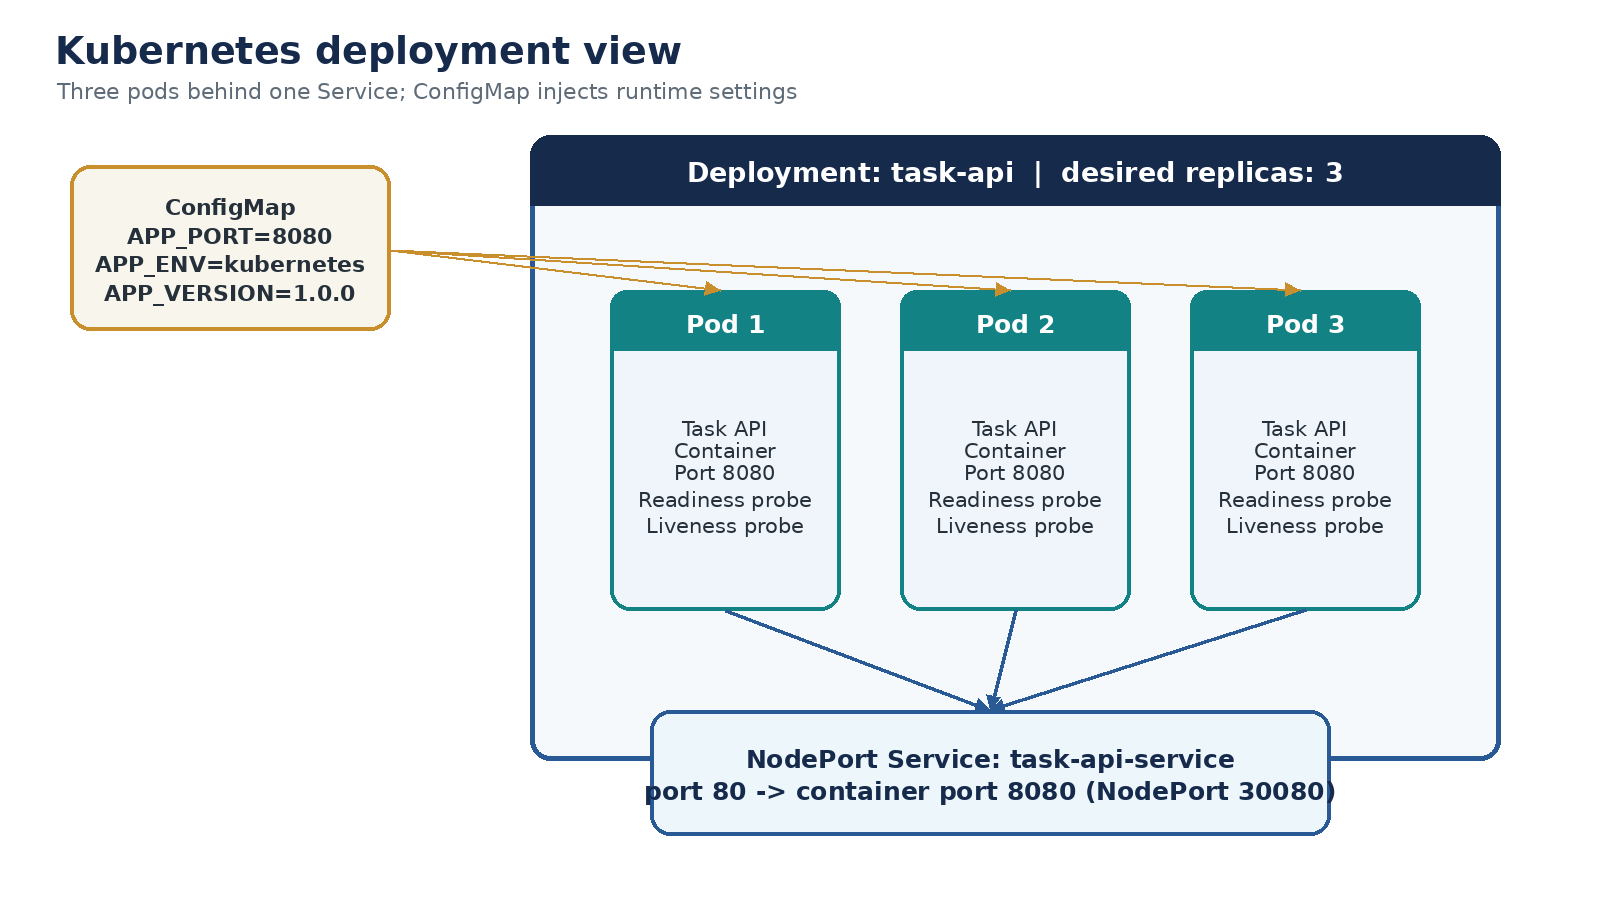 Kubernetes deployment view
Three pods behind one Service; ConfigMap injects runtime settings
ConfigMap
APP_PORT=8080
APP_ENV=kubernetes
APP_VERSION=1.0.0
Deployment: task-api | desired replicas: 3
Pod 1
Task API
Container
Port 8080
Readiness probe
Liveness probe
Pod 2
Task API
Container
Port 8080
Readiness probe
Liveness probe
Pod 3
Task API
Container
Port 8080
Readiness probe
Liveness probe
NodePort Service: task-api-service
port 80 -> container port 8080 (NodePort 30080)